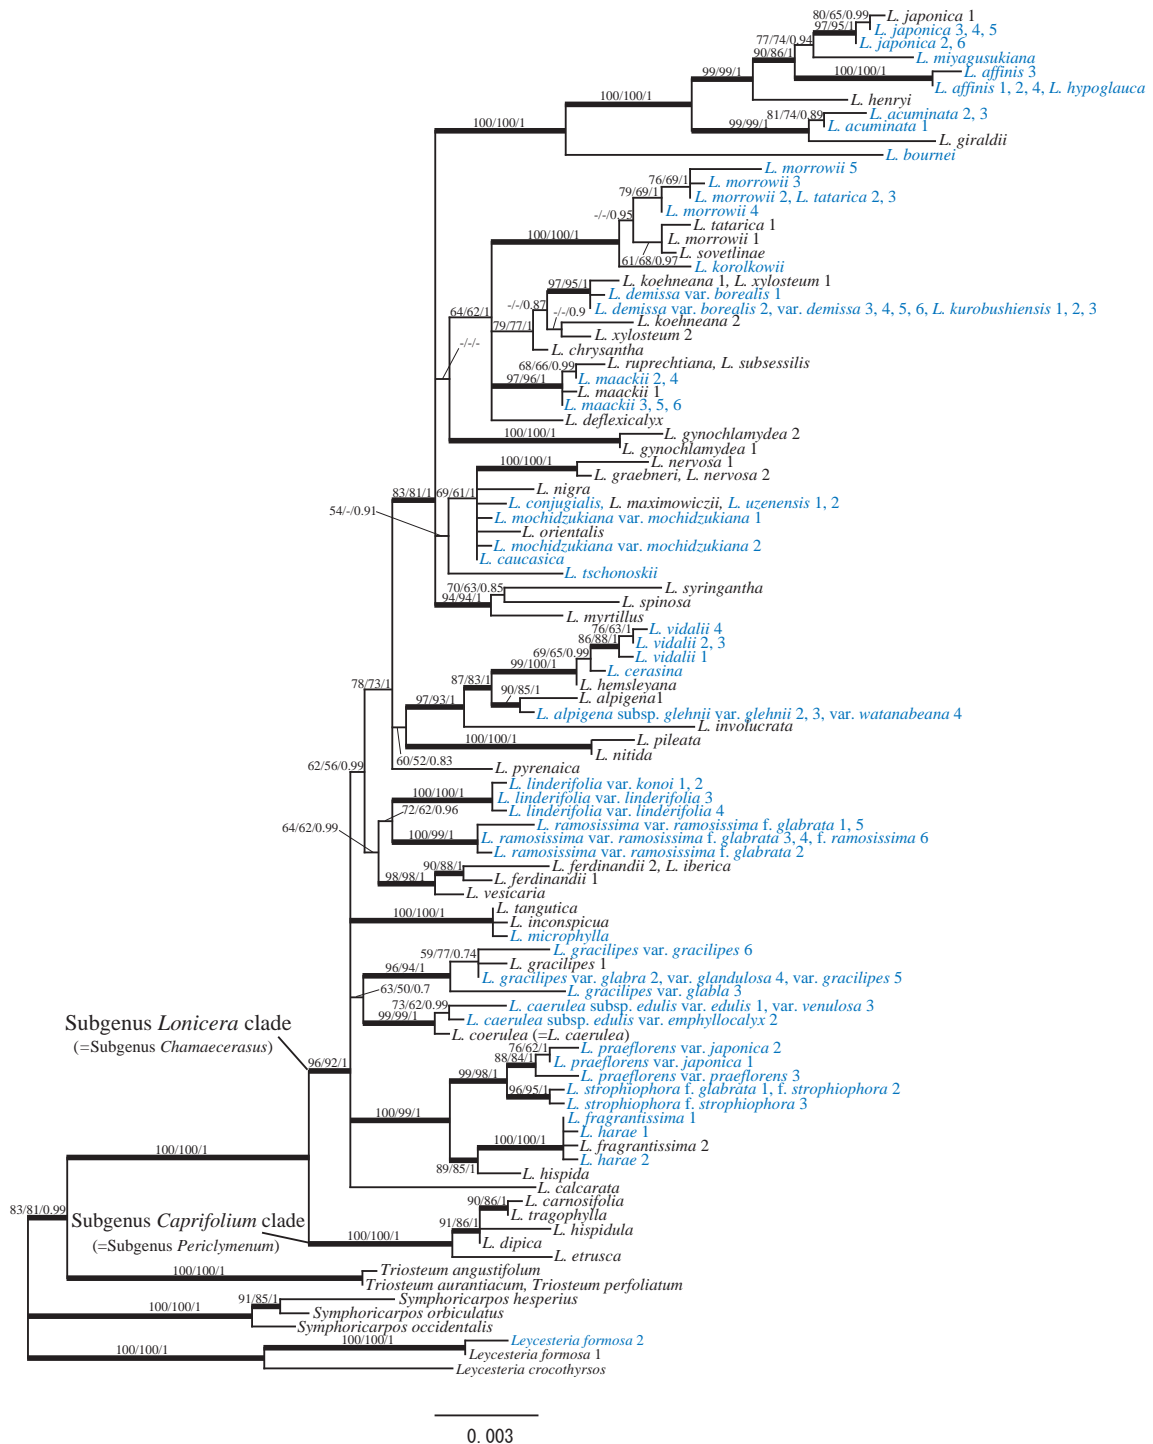 80/65/0.99 L. japonica 1
97/95/1 L. japonica 3, 4, 5
77/74/0.94 L. japonica 2, 6
90/86/1 L. miyagusukiana
100/100/1 L. affinis 3
99/99/1 L. affinis 1, 2, 4, L. hypoglauca
100/100/1 L. henryi
81/74/0.89 L. acuminata 2, 3
99/99/1 L. acuminata 1
100/100/1 L. giraldii
L. bournei
L. morrowii 5
76/69/1 L. morrowii 3
79/69/1 L. morrowii 2, L. tatarica 2, 3
-/-/0.95 L. morrowii 4
L. tatarica 1
100/100/1 L. morrowii 1
L. sovetlinae
61/68/0.97 L. korolkowii
97/95/1 L. koehneana 1, L. xylosteum 1
L. demissa var. borealis 1
-/-/0.87 -/-/0.9 L. demissa var. borealis 2, var. demissa 3, 4, 5, 6, L. kurobushiensis 1, 2, 3
64/62/1 79/77/1 L. koehneana 2
L. xylosteum 2
-/-/- L. chrysantha
68/66/0.99 L. ruprechtiana, L. subsessilis
97/96/1 L. maackii 2, 4
L. maackii 1
L. maackii 3, 5, 6
L. deflexicalyx
100/100/1 L. gynochlamydea 2
L. gynochlamydea 1
100/100/1 L. nervosa 1
L. graebneri, L. nervosa 2
83/81/1 69/61/1 L. nigra
54/-/0.91 L. conjugialis, L. maximowiczii, L. uzenensis 1, 2
L. mochidzukiana var. mochidzukiana 1
L. orientalis
L. mochidzukiana var. mochidzukiana 2
L. caucasica
L. tschonoskii
70/63/0.85 L. syringantha
94/94/1 L. spinosa
L. myrtillus
76/63/1 L. vidalii 4
86/88/1 L. vidalii 2, 3
69/65/0.99 L. vidalii 1
99/100/1 L. cerasina
87/83/1 L. hemsleyana
78/73/1 90/85/1 L. alpigena1
97/93/1 L. alpigena subsp. glehnii var. glehnii 2, 3, var. watanabeana 4
L. involucrata
100/100/1 L. pileata
L. nitida
62/56/0.99 60/52/0.83 L. pyrenaica
L. linderifolia var. konoi 1, 2
100/100/1 L. linderifolia var. linderifolia 3
72/62/0.96 L. linderifolia var. linderifolia 4
64/62/0.99 L. ramosissima var. ramosissima f. glabrata 1, 5
100/99/1 L. ramosissima var. ramosissima f. glabrata 3, 4, f. ramosissima 6
L. ramosissima var. ramosissima f. glabrata 2
90/88/1 L. ferdinandii 2, L. iberica
98/98/1 L. ferdinandii 1
L. vesicaria
100/100/1 L. tangutica
L. inconspicua
L. microphylla
59/77/0.74 L. gracilipes var. gracilipes 6
96/94/1 L. gracilipes 1
L. gracilipes var. glabra 2, var. glandulosa 4, var. gracilipes 5
63/50/0.7 L. gracilipes var. glabla 3
73/62/0.99 L. caerulea subsp. edulis var. edulis 1, var. venulosa 3
99/99/1 L. caerulea subsp. edulis var. emphyllocalyx 2
Subgenus Lonicera clade L. coerulea (=L. caerulea)
(=Subgenus Chamaecerasus) 76/62/1 L. praeflorens var. japonica 2
96/92/1 88/84/1 L. praeflorens var. japonica 1
99/98/1 L. praeflorens var. praeflorens 3
96/95/1 L. strophiophora f. glabrata 1, f. strophiophora 2
L. strophiophora f. strophiophora 3
100/99/1 L. fragrantissima 1
L. harae 1
100/100/1 L. fragrantissima 2
100/100/1 L. harae 2
89/85/1 L. hispida
L. calcarata
90/86/1 L. carnosifolia
83/81/0.99 L. tragophylla
Subgenus Caprifolium clade 91/86/1 L. hispidula
(=Subgenus Periclymenum) 100/100/1 L. dipica
L. etrusca
100/100/1 Triosteum angustifolum
Triosteum aurantiacum, Triosteum perfoliatum
91/85/1 Symphoricarpos hesperius
100/100/1 Symphoricarpos orbiculatus
Symphoricarpos occidentalis
100/100/1 Leycesteria formosa 2
100/100/1 Leycesteria formosa 1
Leycesteria crocothyrsos
0. 003